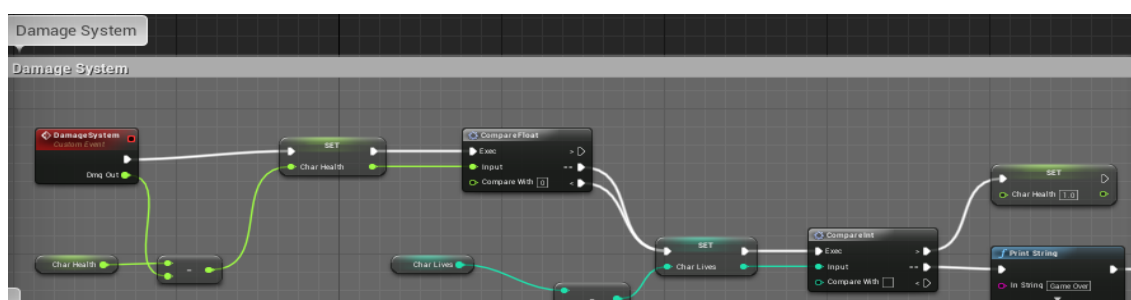 Damage System
Damage System
DamageSystem
Custom Event
Dmg Out
SET
Char Health
CompareFloat
Exec
>
Input
==
Compare With 0
<
Char Health
-
Char Lives
SET
Char Lives
CompareInt
Exec
>
Input
==
Compare With
<
SET
Char Health 1.0
f Print String
In String Game Over